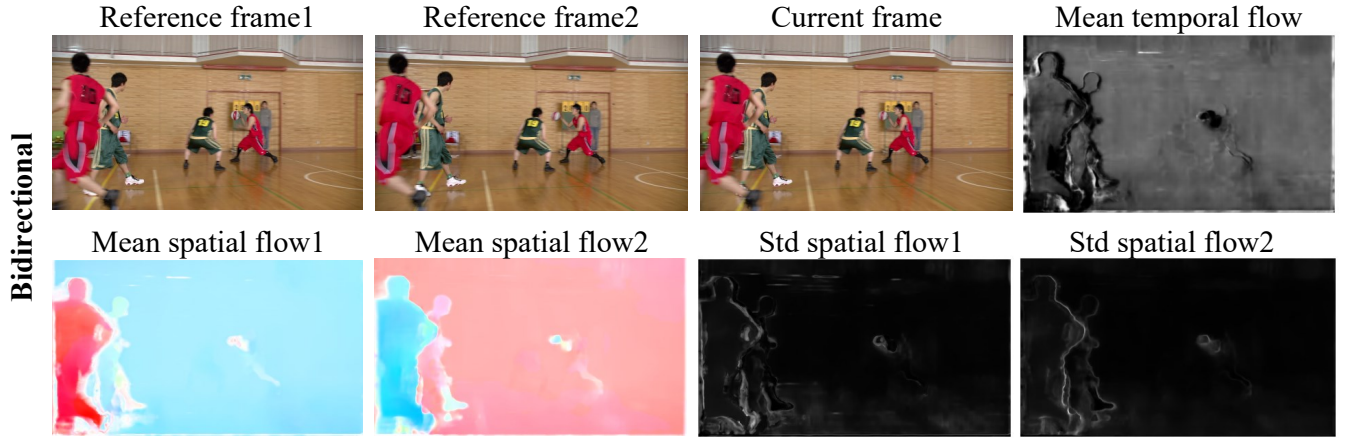 Reference frame1
Reference frame2
Current frame
Mean temporal flow
Bidirectional
Mean spatial flow1
Mean spatial flow2
Std spatial flow1
Std spatial flow2